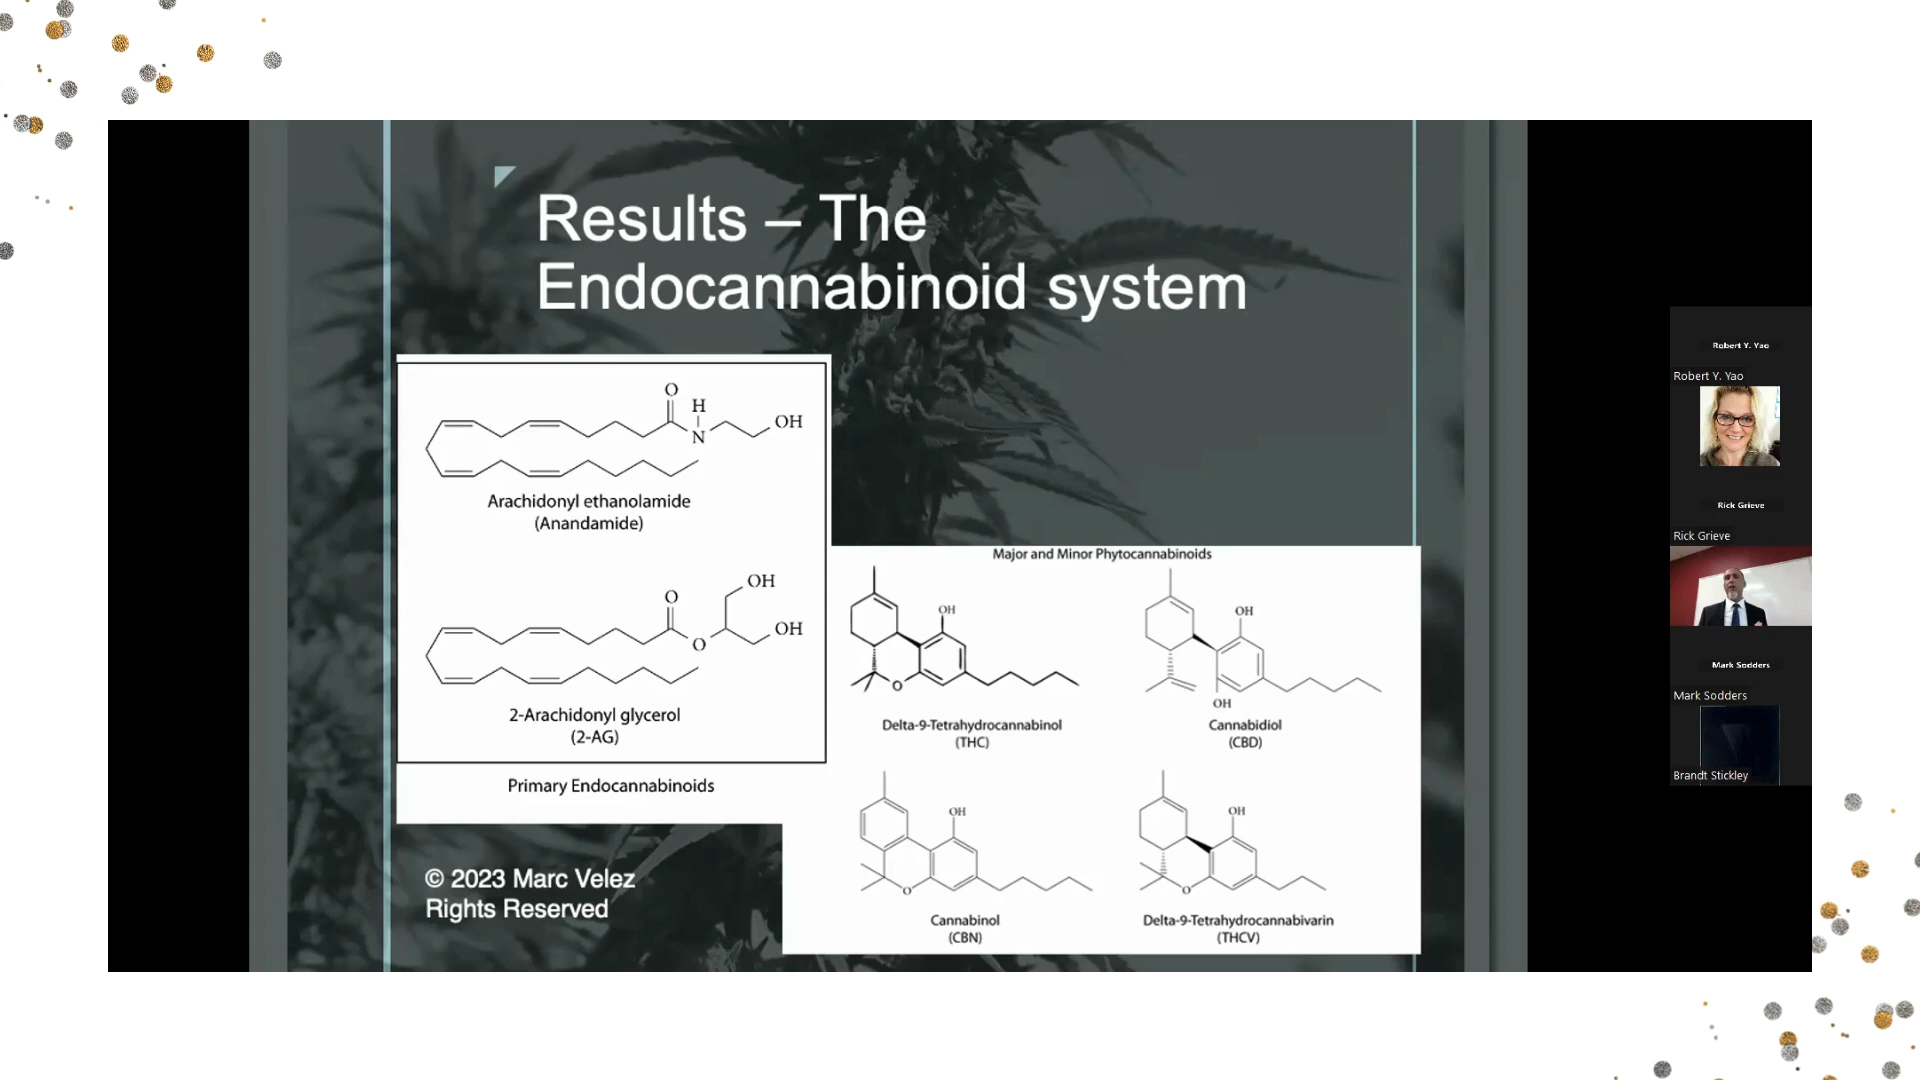 Results – The
Endocannabinoid system
O
H
N
OH
Arachidonyl ethanolamide
(Anandamide)
OH
O
O
OH
2-Arachidonyl glycerol
(2-AG)
Primary Endocannabinoids
© 2023 Marc Velez
Rights Reserved
Major and Minor Phytocannabinoids
OH
O
Delta-9-Tetrahydrocannabinol
(THC)
OH
OH
Cannabidiol
(CBD)
OH
O
Cannabinol
(CBN)
OH
O
Delta-9-Tetrahydrocannabivarin
(THCV)
Robert Y. Yao
Robert Y. Yao
Rick Grieve
Rick Grieve
Mark Sodders
Mark Sodders
Brandt Stickley